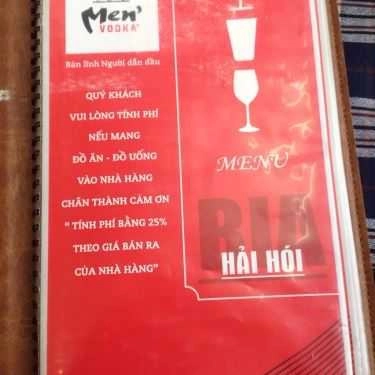 Men'
VODKA
Bản lĩnh Người dẫn đầu
QUÝ KHÁCH
VUI LÒNG TÍNH PHÍ
NẾU MANG
ĐỒ ĂN - ĐỒ UỐNG
VÀO NHÀ HÀNG
CHÂN THÀNH CẢM ƠN
" TÍNH PHÍ BẰNG 25%
THEO GIÁ BÁN RA
CỦA NHÀ HÀNG"
MENU
BIA
HẢI HÓI